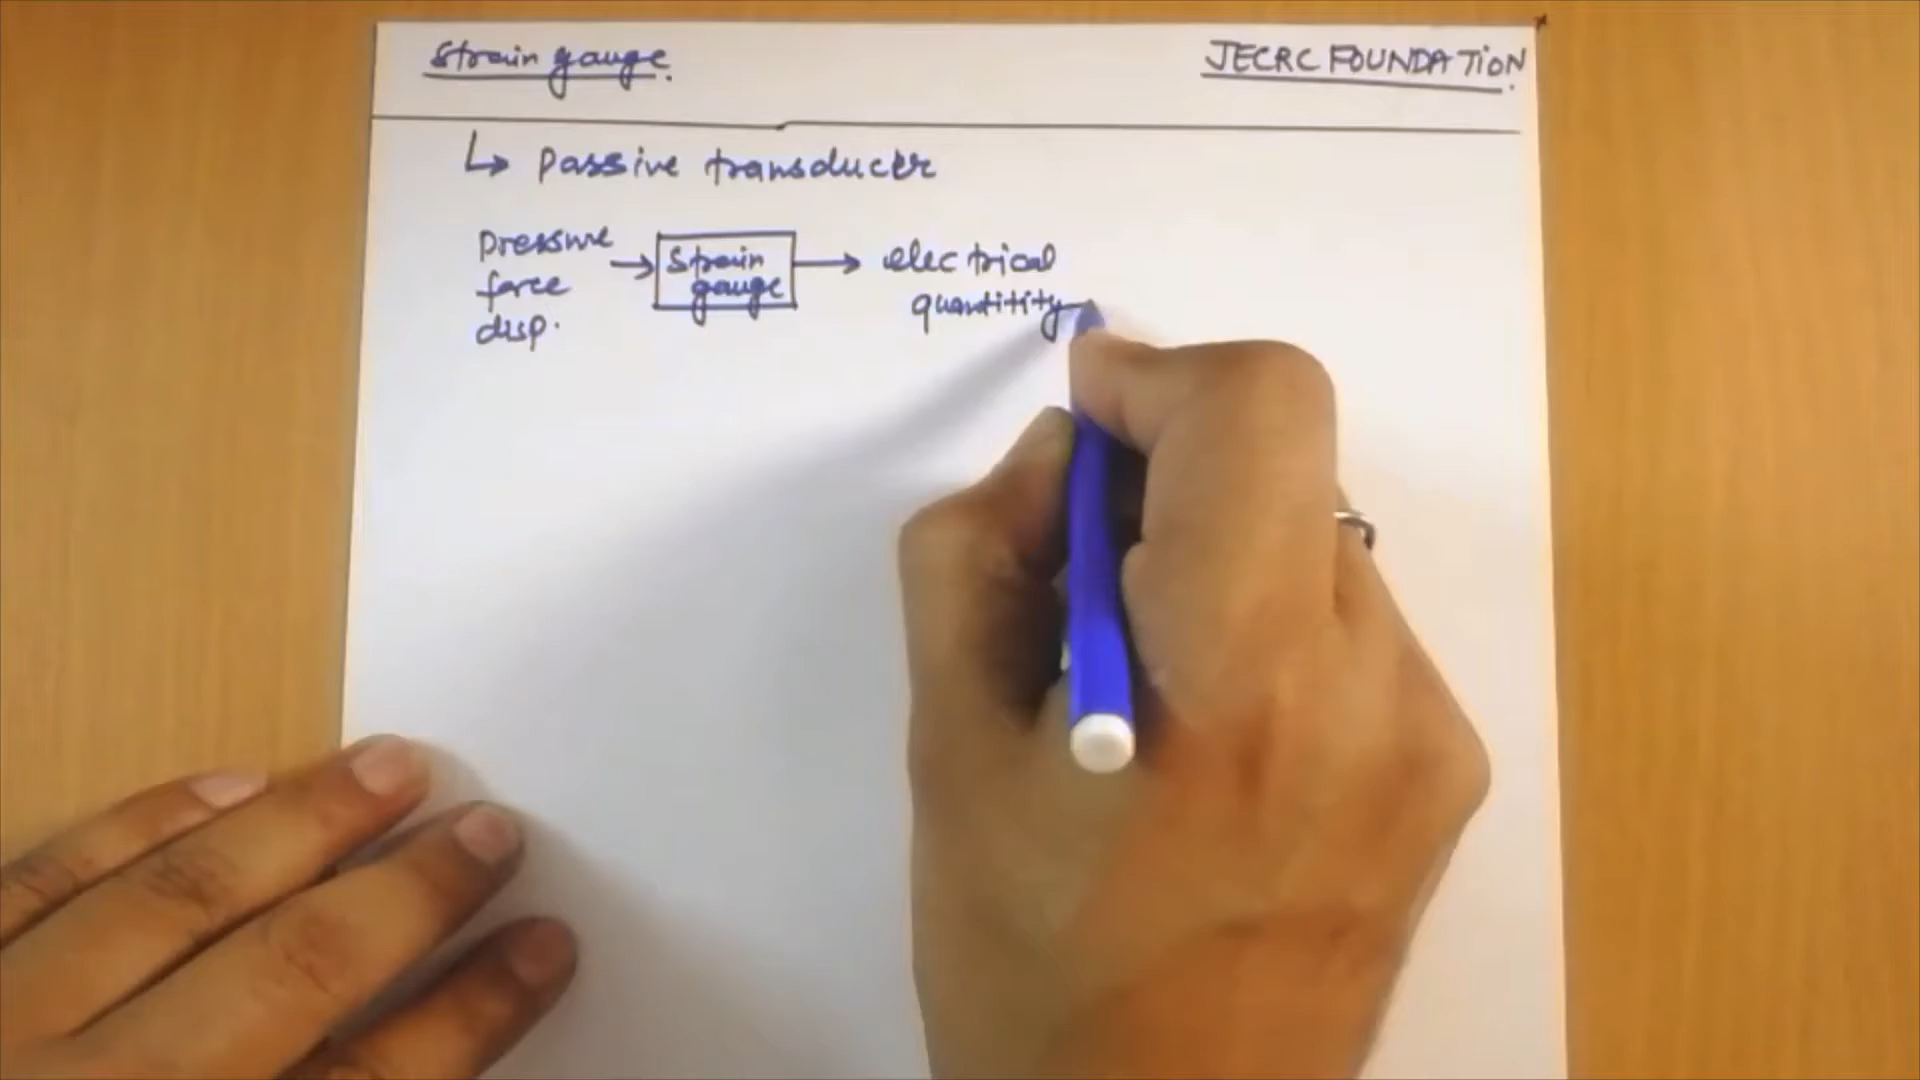 Strain gauge.
JECRC FOUNDATION.
↳ Passive transducer
Pressure
force
disp.
→ Strain
gauge → electrical
quantitity